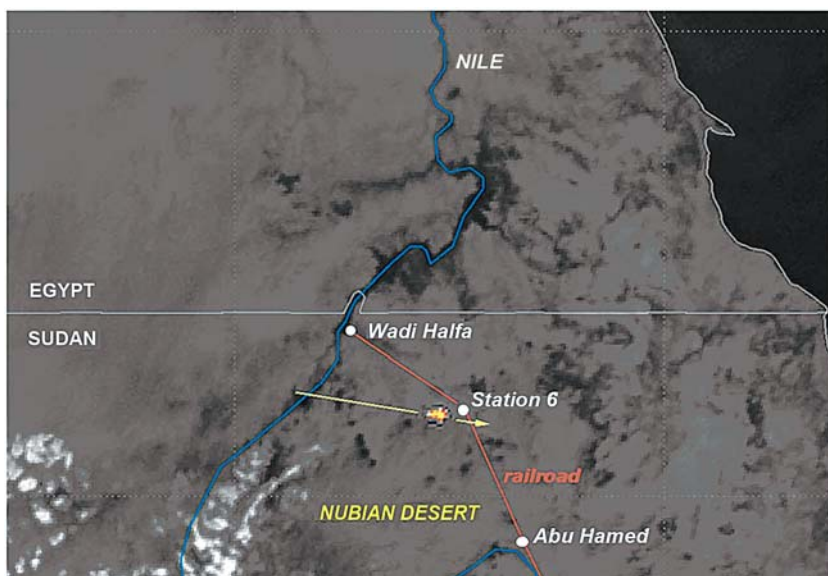 NILE
EGYPT
SUDAN
Wadi Halfa
Station 6
railroad
NUBIAN DESERT
Abu Hamed